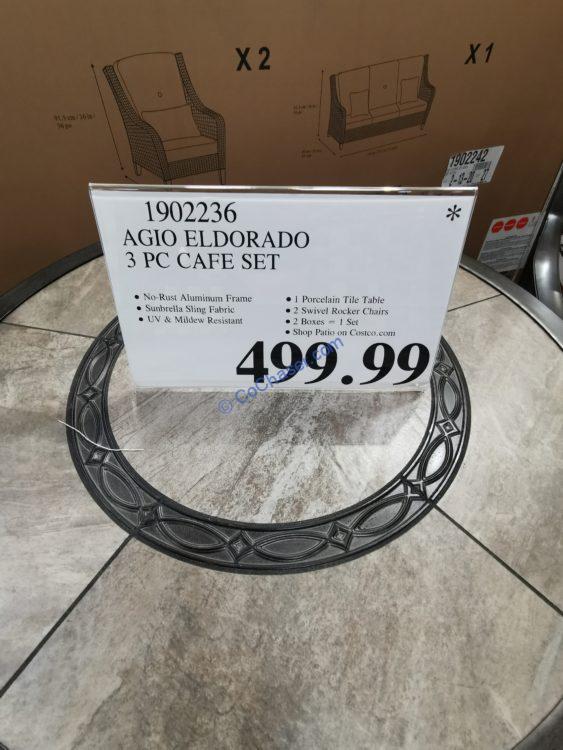 X 2
X 1
1902242
1902236
*
AGIO ELDORADO
3 PC CAFE SET
• No-Rust Aluminum Frame
• Sunbrella Sling Fabric
• UV & Mildew Resistant
• 1 Porcelain Tile Table
• 2 Swivel Rocker Chairs
• 2 Boxes = 1 Set
• Shop Patio on Costco.com
499.99
© CoChaser.com